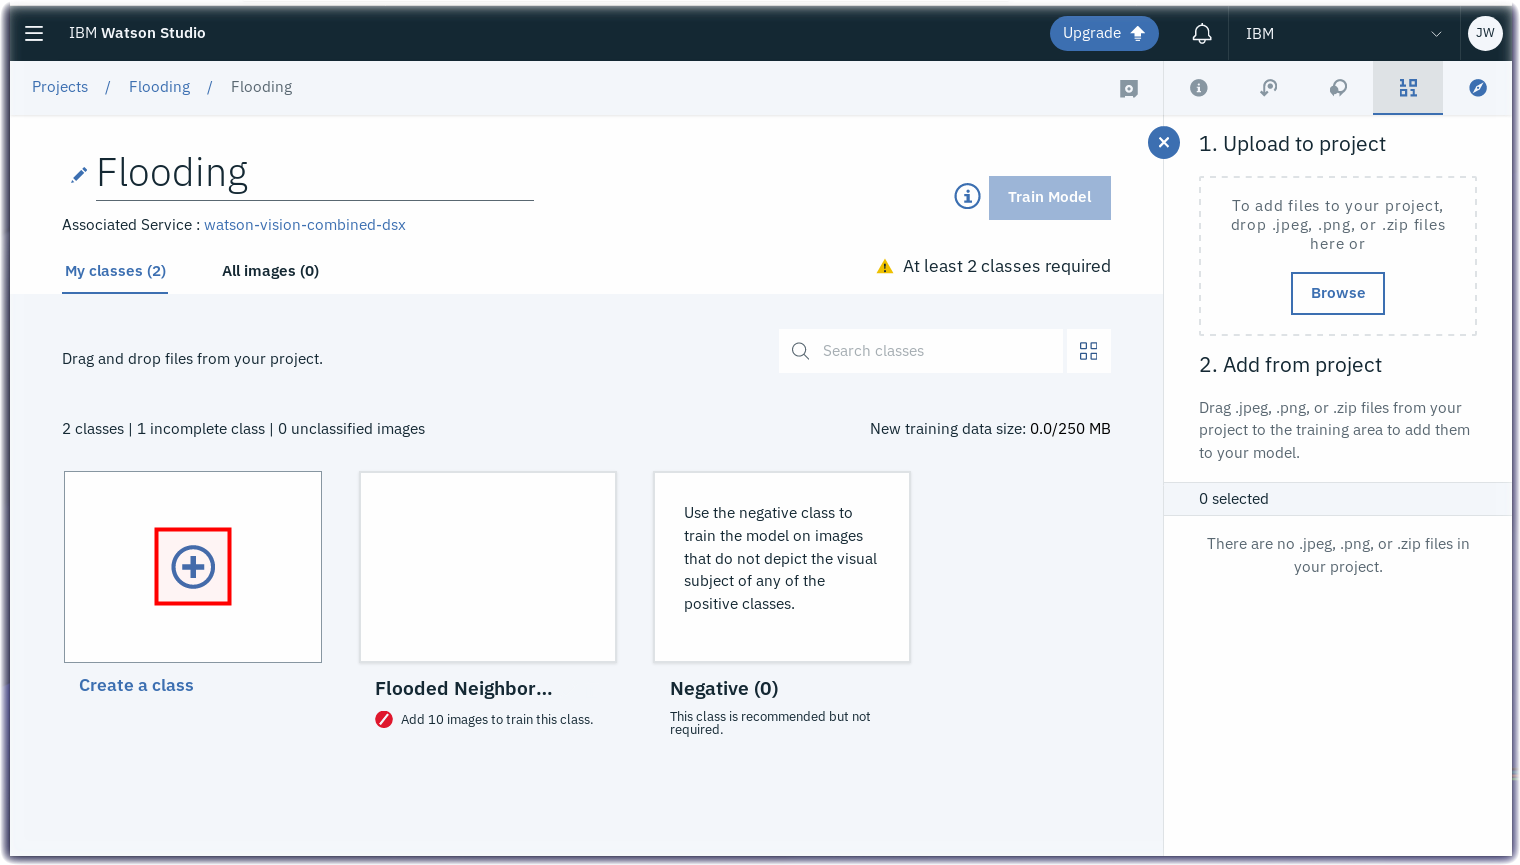 IBM Watson Studio
Upgrade
IBM
JW
Projects / Flooding / Flooding
Flooding
Train Model
Associated Service : watson-vision-combined-dsx
My classes (2)
All images (0)
At least 2 classes required
Drag and drop files from your project.
Search classes
2 classes | 1 incomplete class | 0 unclassified images
New training data size: 0.0/250 MB
Create a class
Flooded Neighbor...
Add 10 images to train this class.
Use the negative class to
train the model on images
that do not depict the visual
subject of any of the
positive classes.
Negative (0)
This class is recommended but not
required.
1. Upload to project
To add files to your project,
drop .jpeg, .png, or .zip files
here or
Browse
2. Add from project
Drag .jpeg, .png, or .zip files from your
project to the training area to add them
to your model.
0 selected
There are no .jpeg, .png, or .zip files in
your project.